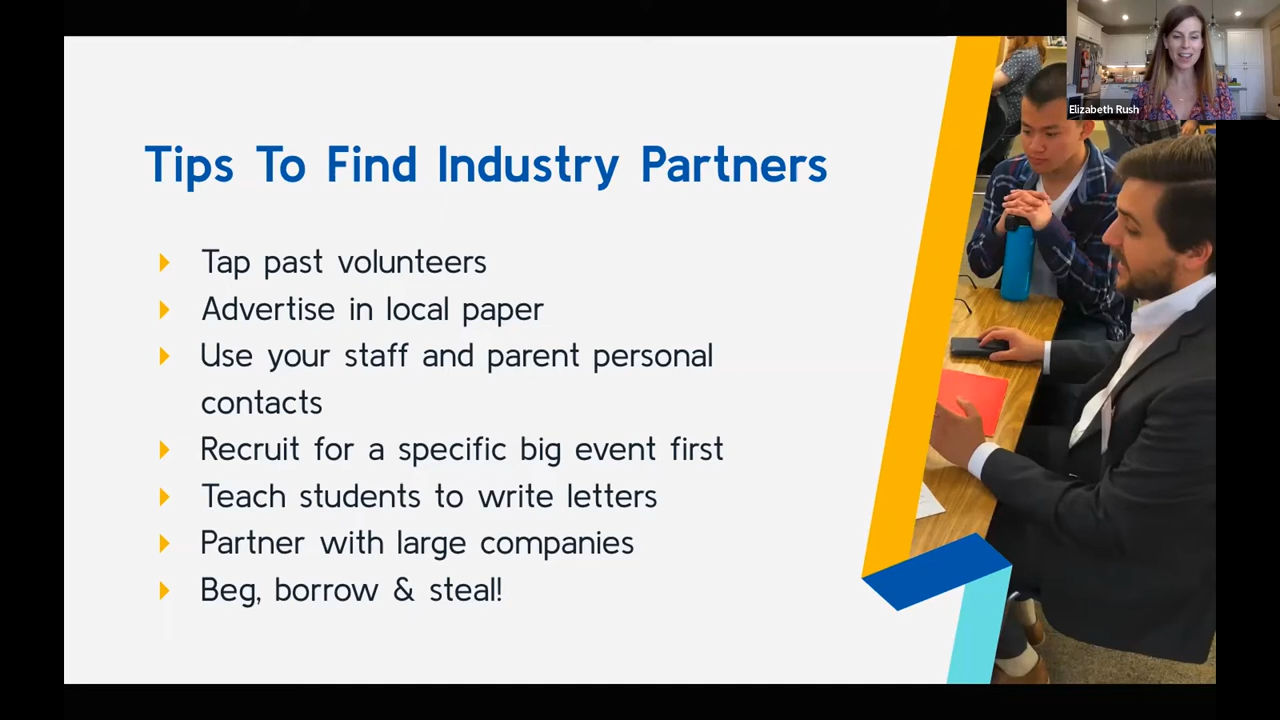 Elizabeth Rush
Tips To Find Industry Partners
Tap past volunteers
Advertise in local paper
Use your staff and parent personal
contacts
Recruit for a specific big event first
Teach students to write letters
Partner with large companies
Beg, borrow & steal!